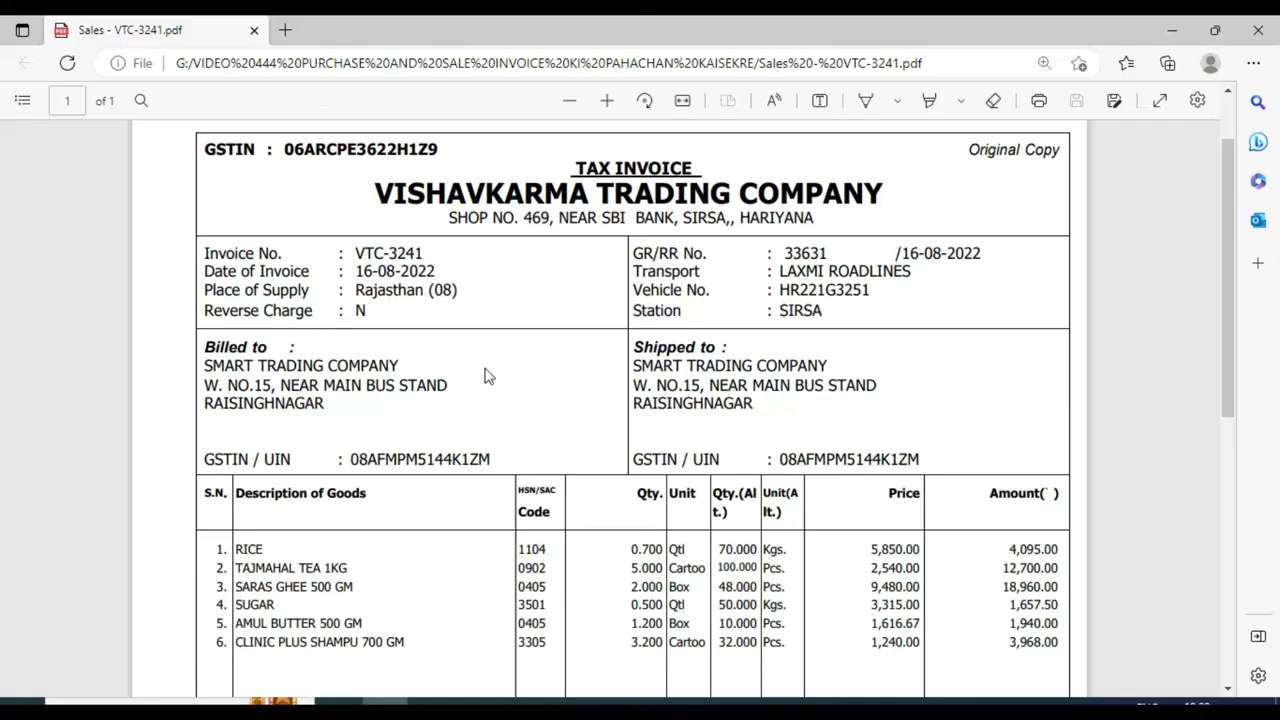 Sales - VTC-3241.pdf
File G:/VIDEO%20444%20PURCHASE%20AND%20SALE%20INVOICE%20KI%20PAHACHAN%20KAISEKRE/Sales%20-%20VTC-3241.pdf
1 of 1
GSTIN : 06ARCPE3622H1Z9 Original Copy
TAX INVOICE
VISHAVKARMA TRADING COMPANY
SHOP NO. 469, NEAR SBI BANK, SIRSA,, HARIYANA
Invoice No. : VTC-3241 GR/RR No. : 33631 /16-08-2022
Date of Invoice : 16-08-2022 Transport : LAXMI ROADLINES
Place of Supply : Rajasthan (08) Vehicle No. : HR221G3251
Reverse Charge : N Station : SIRSA
Billed to : Shipped to :
SMART TRADING COMPANY SMART TRADING COMPANY
W. NO.15, NEAR MAIN BUS STAND W. NO.15, NEAR MAIN BUS STAND
RAISINGHNAGAR RAISINGHNAGAR
GSTIN / UIN : 08AFMPM5144K1ZM GSTIN / UIN : 08AFMPM5144K1ZM
S.N. Description of Goods HSN/SAC Qty. Unit Qty.(Al Unit(A Price Amount(` )
Code t.) lt.)
1. RICE 1104 0.700 Qtl 70.000 Kgs. 5,850.00 4,095.00
2. TAJMAHAL TEA 1KG 0902 5.000 Cartoo 100.000 Pcs. 2,540.00 12,700.00
3. SARAS GHEE 500 GM 0405 2.000 Box 48.000 Pcs. 9,480.00 18,960.00
4. SUGAR 3501 0.500 Qtl 50.000 Kgs. 3,315.00 1,657.50
5. AMUL BUTTER 500 GM 0405 1.200 Box 10.000 Pcs. 1,616.67 1,940.00
6. CLINIC PLUS SHAMPU 700 GM 3305 3.200 Cartoo 32.000 Pcs. 1,240.00 3,968.00